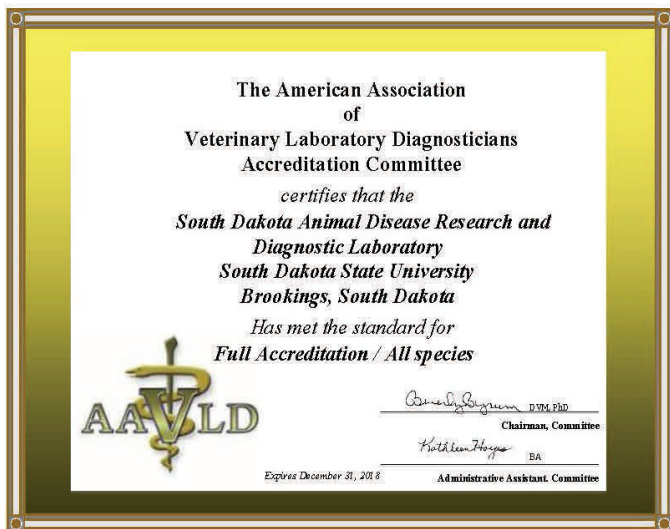 The American Association
of
Veterinary Laboratory Diagnosticians
Accreditation Committee
certifies that the
South Dakota Animal Disease Research and
Diagnostic Laboratory
South Dakota State University
Brookings, South Dakota
Has met the standard for
Full Accreditation / All species
AAVLD
DVM, PhD
Chairman, Committee
BA
Expires December 31, 2018
Administrative Assistant. Committee